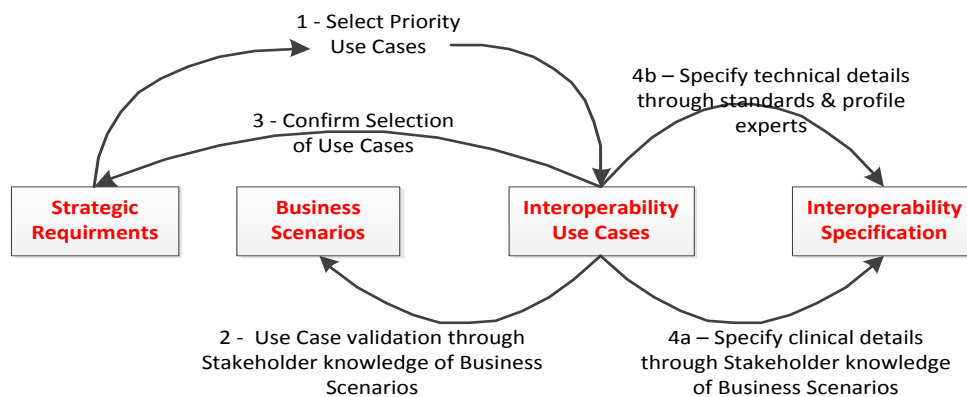 1 - Select Priority
Use Cases
4b – Specify technical details
through standards & profile
experts
3 - Confirm Selection
of Use Cases
Strategic
Requirments
Business
Scenarios
Interoperability
Use Cases
Interoperability
Specification
2 - Use Case validation through
Stakeholder knowledge of Business
Scenarios
4a – Specify clinical details
through Stakeholder knowledge
of Business Scenarios